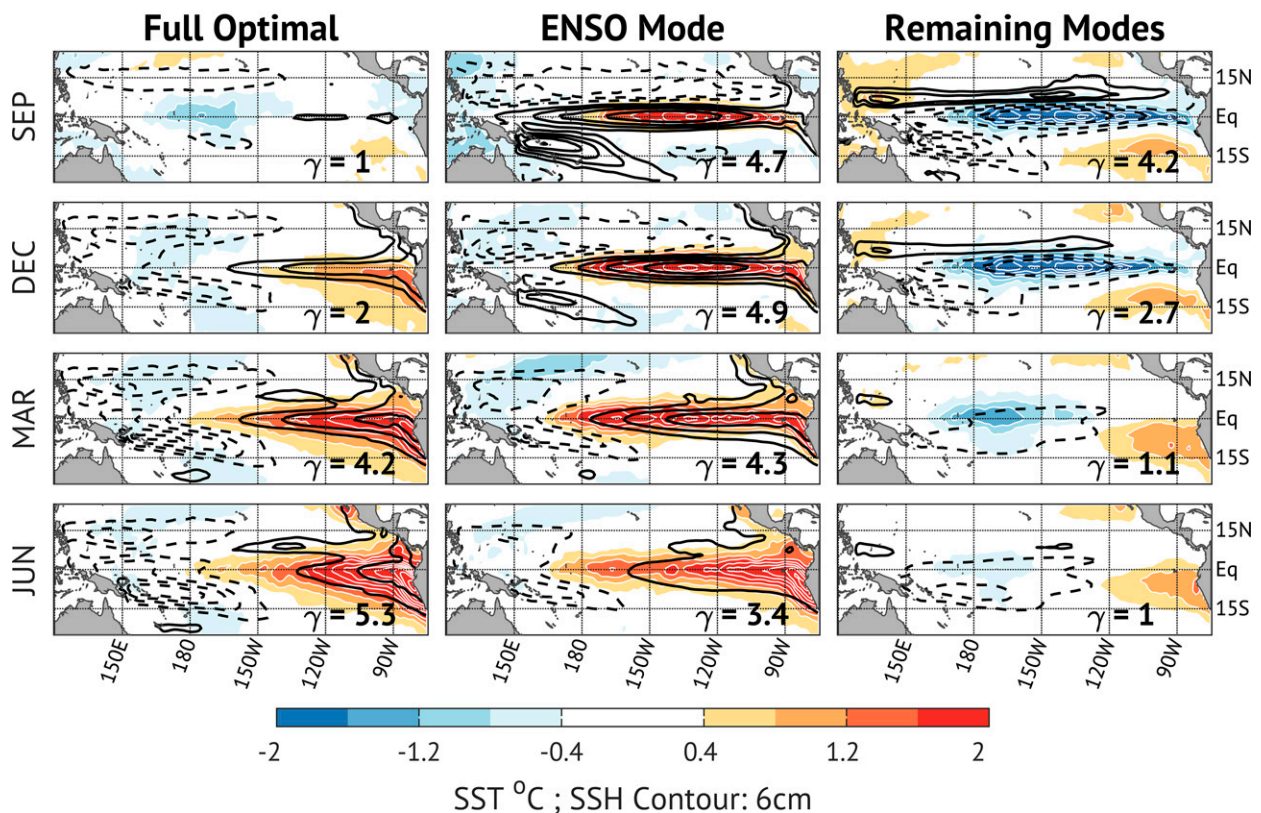 Full Optimal ENSO Mode Remaining Modes
SEP
γ = 1
γ = 4.7
γ = 4.2
15N
Eq
15S
DEC
γ = 2
γ = 4.9
γ = 2.7
15N
Eq
15S
MAR
γ = 4.2
γ = 4.3
γ = 1.1
15N
Eq
15S
JUN
γ = 5.3
γ = 3.4
γ = 1
15N
Eq
15S
150E 180 150W 120W 90W
150E 180 150W 120W 90W
150E 180 150W 120W 90W
-2 -1.2 -0.4 0.4 1.2 2
SST °C ; SSH Contour: 6cm